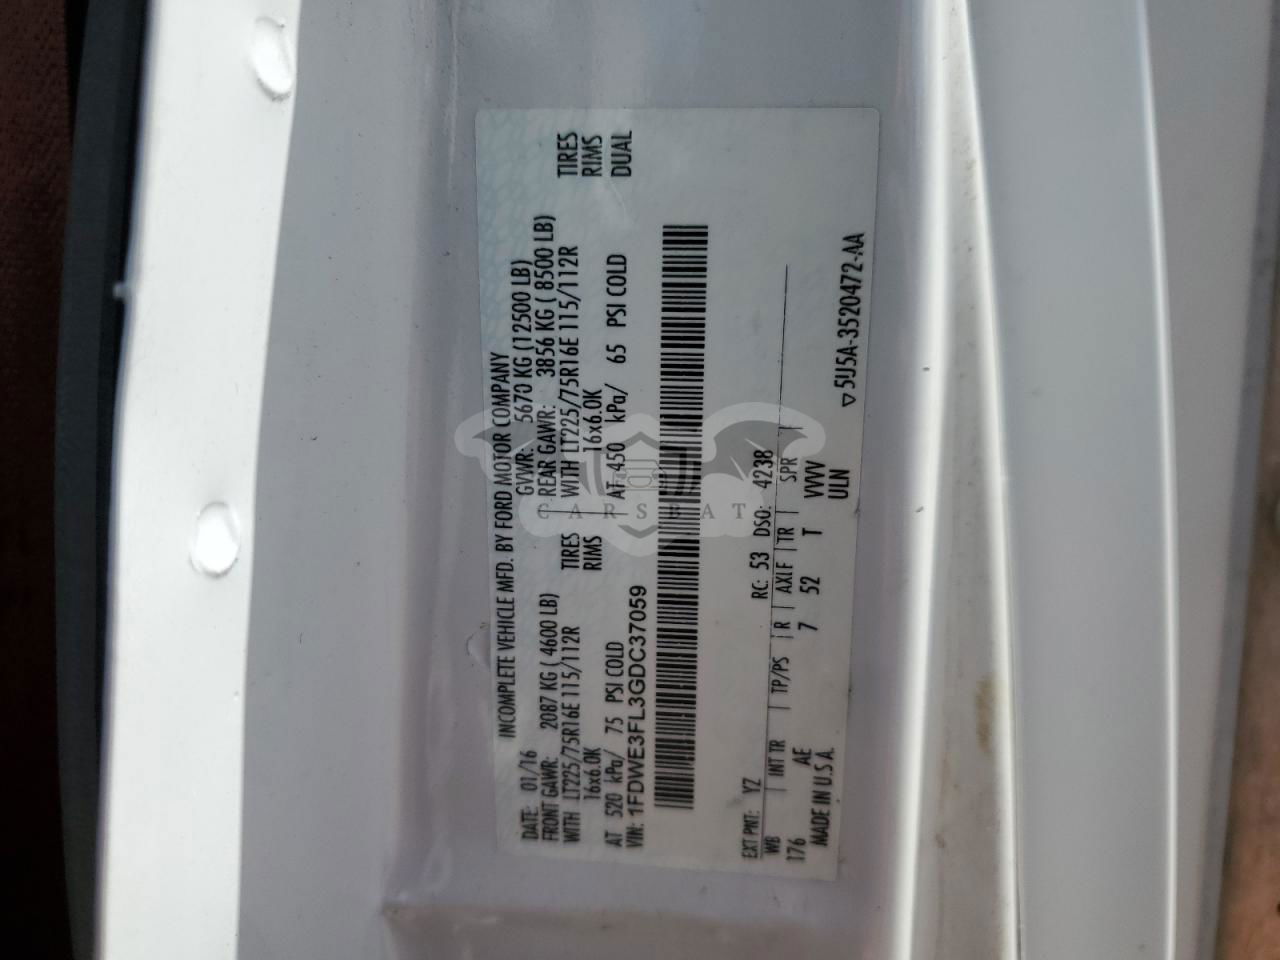 INCOMPLETE VEHICLE MFD. BY FORD MOTOR COMPANY
DATE: 01/16 GVWR: 5670 KG (12500 LB)
FRONT GAWR: 2087 KG ( 4600 LB) REAR GAWR: 3856 KG ( 8500 LB)
WITH LT225/75R16E 115/112R TIRES WITH LT225/75R16E 115/112R TIRES
16x6.0K RIMS 16x6.0K RIMS
AT 520 kPa/ 75 PSI COLD AT 450 kPa/ 65 PSI COLD DUAL
VIN: 1FDWE3FL3GDC37059
EXT PNT: YZ RC: 53 DSO: 4238
WB INT TR TP/PS R AXLE TR SPR
176 AE 7 52 T VVVV
MADE IN U.S.A. ULN
▽5U5A-3520472-AA
CARSBAT